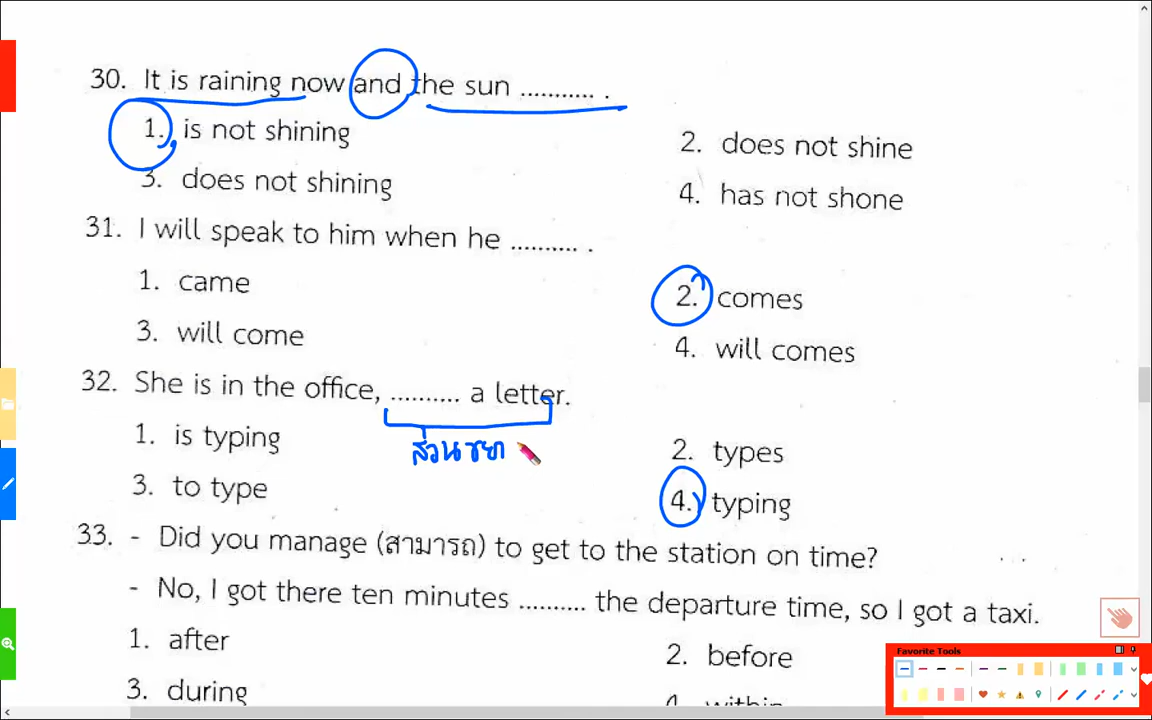 30. It is raining now and the sun ........... .
1. is not shining
2. does not shine
3. does not shining
4. has not shone
31. I will speak to him when he .......... .
1. came
2. comes
3. will come
4. will comes
32. She is in the office, .......... a letter.
ส่วนขยา
1. is typing
2. types
3. to type
4. typing
33. - Did you manage (สามารถ) to get to the station on time?
- No, I got there ten minutes .......... the departure time, so I got a taxi.
1. after
2. before
3. during
4. within
Favorite Tools